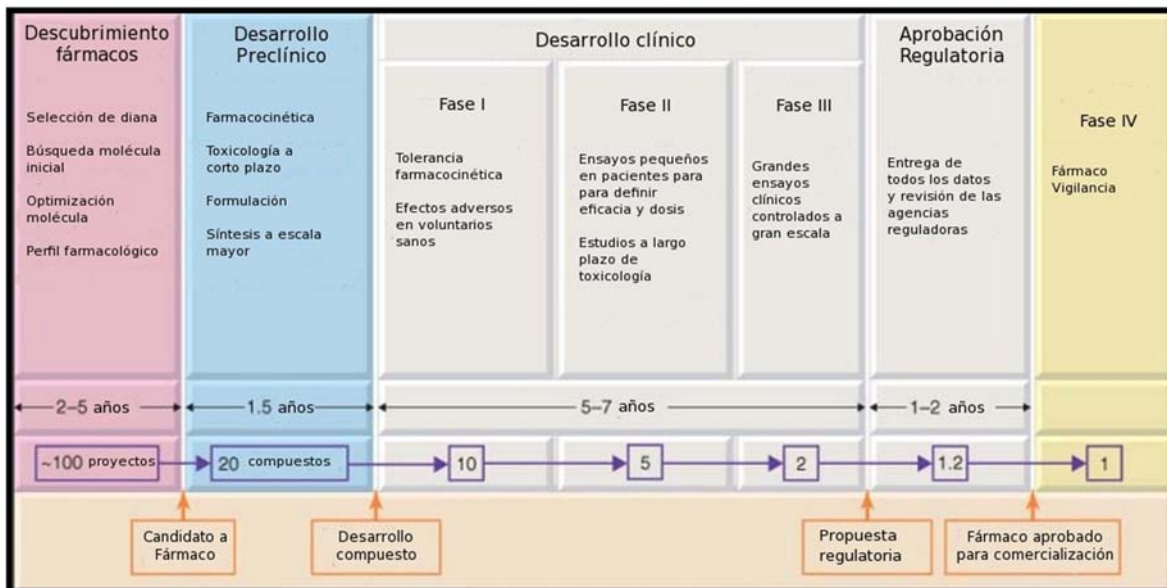 Descubrimiento
fármacos
Selección de diana
Búsqueda molécula
inicial
Optimización
molécula
Perfil farmacológico
Desarrollo
Preclínico
Farmacocinética
Toxicología a
corto plazo
Formulación
Síntesis a escala
mayor
Desarrollo clínico
Fase I
Tolerancia
farmacocinética
Efectos adversos
en voluntarios
sanos
Fase II
Ensayos pequeños
en pacientes para
para definir
eficacia y dosis
Estudios a largo
plazo de
toxicología
Fase III
Grandes
ensayos
clínicos
controlados a
gran escala
Aprobación
Regulatoria
Entrega de
todos los datos
y revisión de las
agencias
reguladoras
Fase IV
Fármaco
Vigilancia
2–5 años
1.5 años
5–7 años
1–2 años
~100 proyectos
20 compuestos
10
5
2
1.2
1
Candidato a
Fármaco
Desarrollo
compuesto
Propuesta
regulatoria
Fármaco aprobado
para comercialización